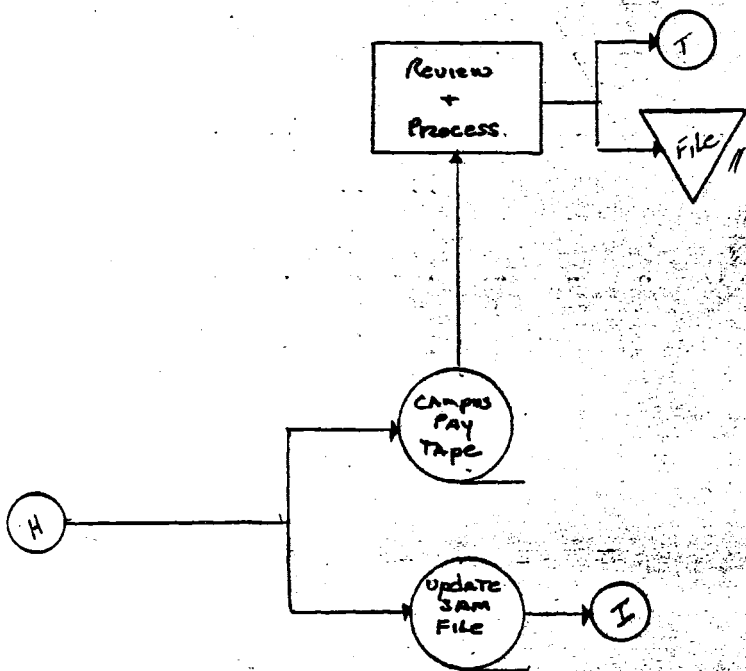 Review
+
Process.
T
File
Campus
Pay
Tape
H
Update
SAM
File
I